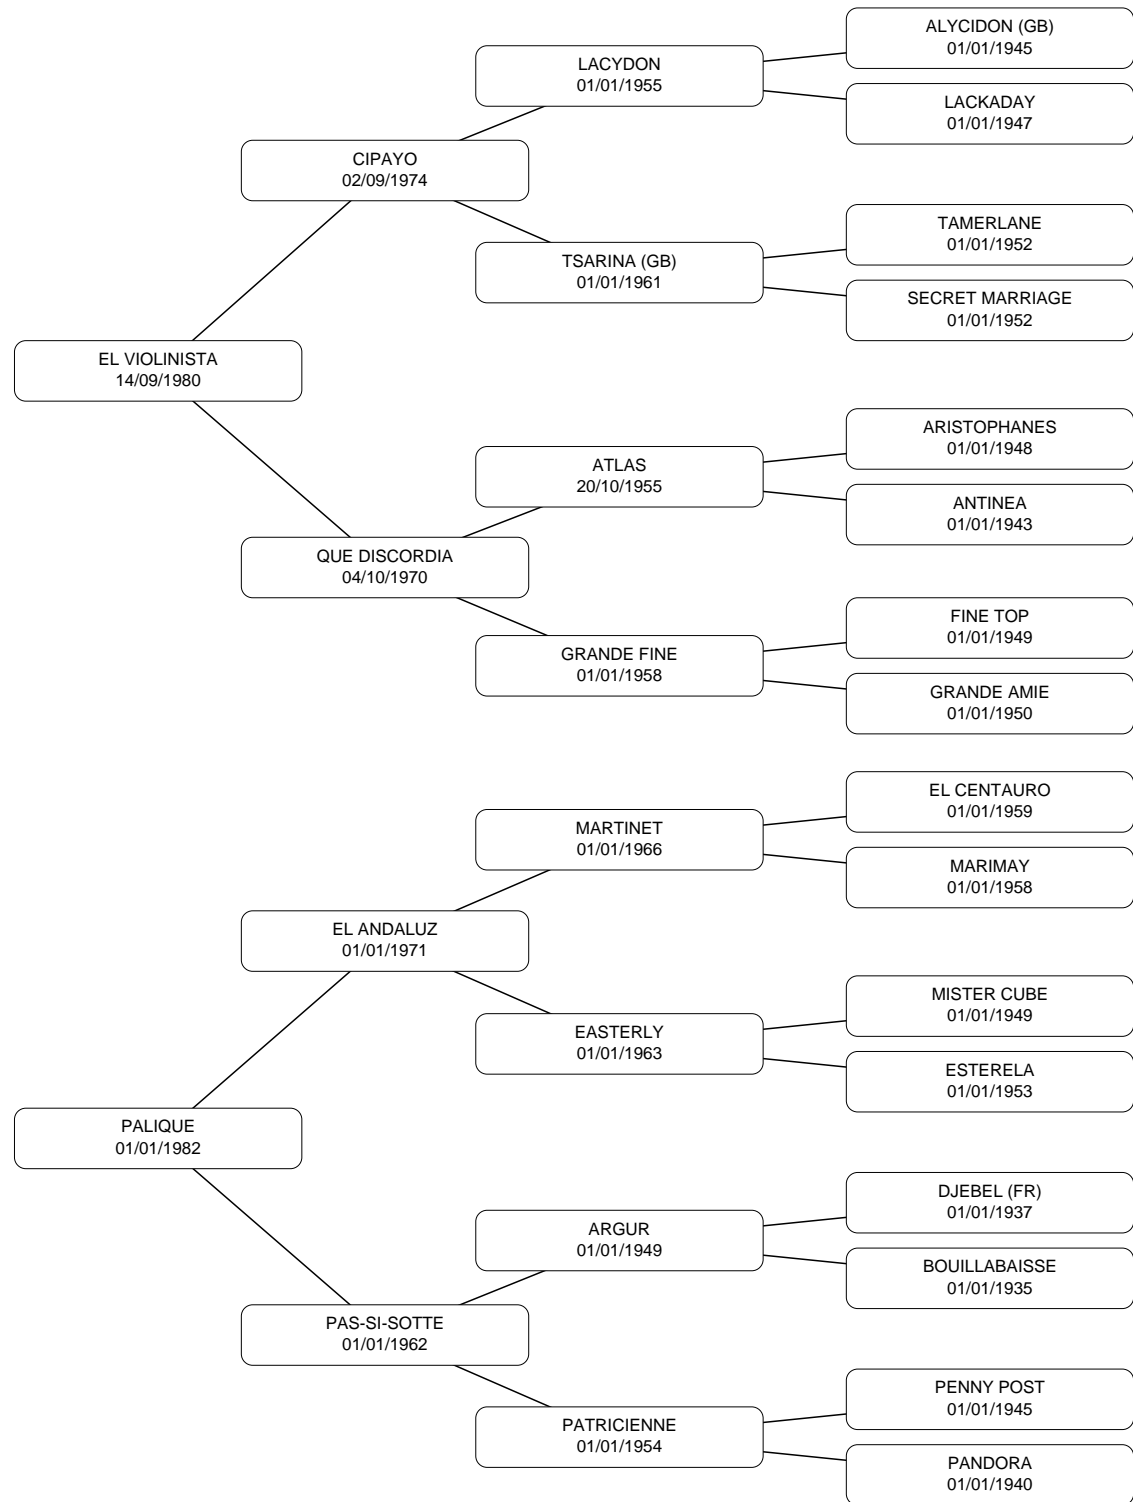 ALYCIDON (GB)
01/01/1945
LACYDON
01/01/1955
LACKADAY
01/01/1947
CIPAYO
02/09/1974
TAMERLANE
01/01/1952
TSARINA (GB)
01/01/1961
SECRET MARRIAGE
01/01/1952
EL VIOLINISTA
14/09/1980
ARISTOPHANES
01/01/1948
ATLAS
20/10/1955
ANTINEA
01/01/1943
QUE DISCORDIA
04/10/1970
FINE TOP
01/01/1949
GRANDE FINE
01/01/1958
GRANDE AMIE
01/01/1950
EL CENTAURO
01/01/1959
MARTINET
01/01/1966
MARIMAY
01/01/1958
EL ANDALUZ
01/01/1971
MISTER CUBE
01/01/1949
EASTERLY
01/01/1963
ESTERELA
01/01/1953
PALIQUE
01/01/1982
DJEBEL (FR)
01/01/1937
ARGUR
01/01/1949
BOUILLABAISSE
01/01/1935
PAS-SI-SOTTE
01/01/1962
PENNY POST
01/01/1945
PATRICIENNE
01/01/1954
PANDORA
01/01/1940